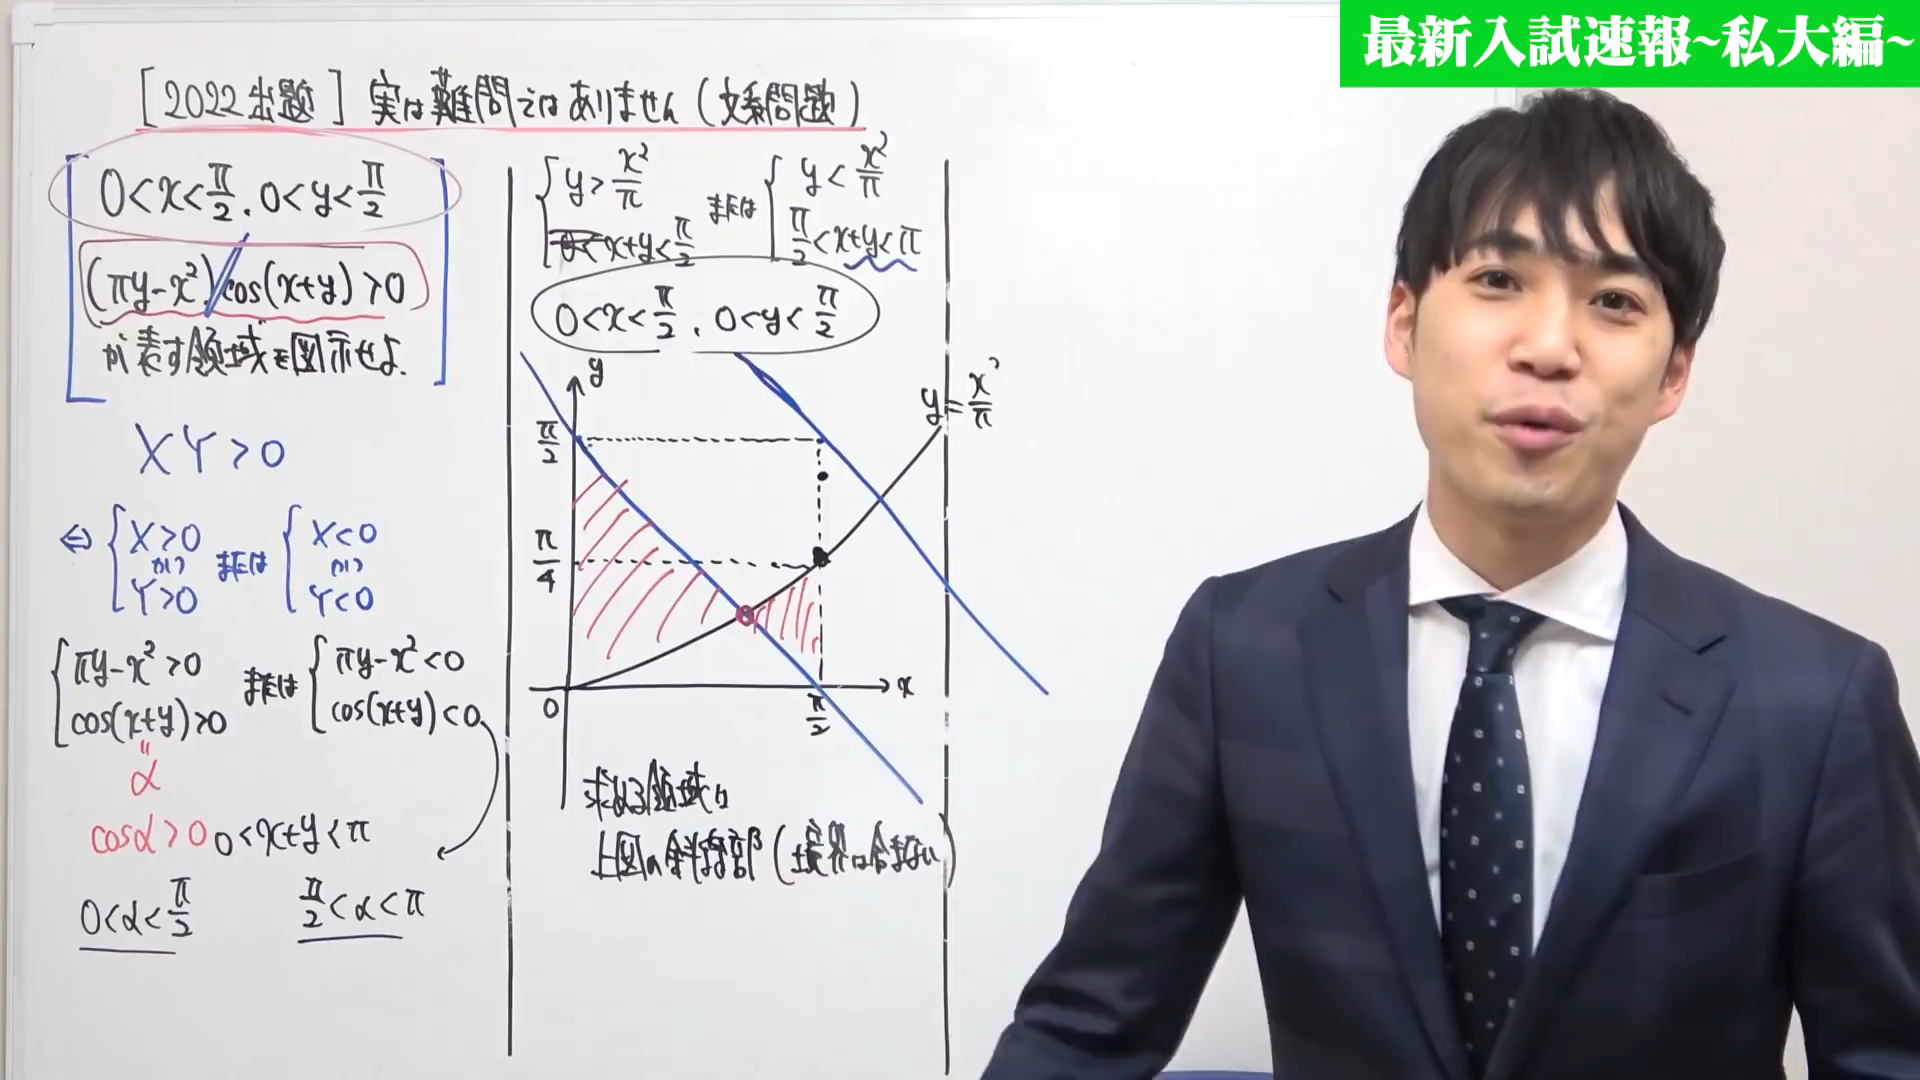 最新入試速報~私大編~
[2022出題] 実は難問ではありません (文系問題)
0<x<π/2, 0<y<π/2
(πy-x²)cos(x+y)>0
が表す領域を図示せよ.
XY>0
⇔ {X>0 かつ Y>0 または {X<0 かつ Y<0
{πy-x²>0 または {πy-x²<0
cos(x+y)>0 cos(x+y)<0
"
α
cosα>0 0<x+y<π
0<α<π/2 π/2<α<π
{y>x²/π または {y<x²/π
x+y<π/2 π/2<x+y<π
0<x<π/2, 0<y<π/2
y
y=x²/π
π/2
π/4
0 π/2 x
求める領域は
上図の斜線部 (境界は含まない)